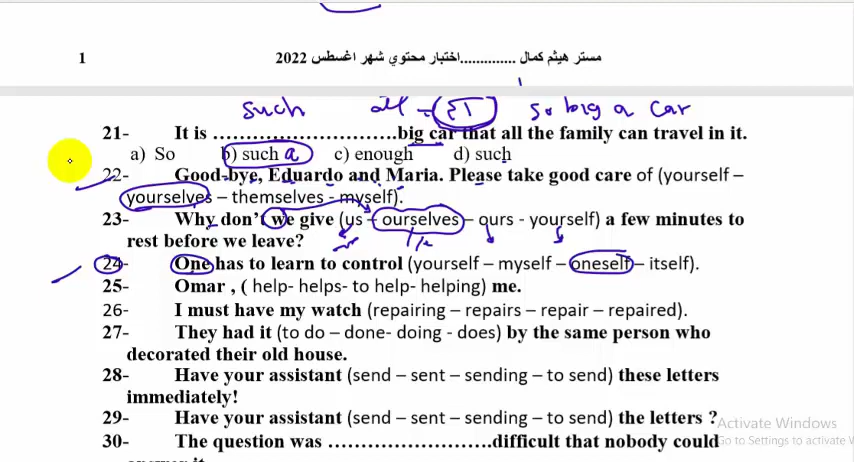 1 مستر هيثم كمال ..............اختبار محتوي شهر اغسطس 2022
such all - so big a car
21- It is ............................big car that all the family can travel in it.
a) So b) such a c) enough d) such
22- Good-bye, Eduardo and Maria. Please take good care of (yourself –
yourselves – themselves - myself).
23- Why don't we give (us – ourselves – ours - yourself) a few minutes to
rest before we leave?
24- One has to learn to control (yourself – myself – oneself – itself).
25- Omar , ( help- helps- to help- helping) me.
26- I must have my watch (repairing – repairs – repair – repaired).
27- They had it (to do – done- doing - does) by the same person who
decorated their old house.
28- Have your assistant (send – sent – sending – to send) these letters
immediately!
29- Have your assistant (send – sent – sending – to send) the letters ?
Activate Windows
30- The question was .........................difficult that nobody could
Go to Settings to activate